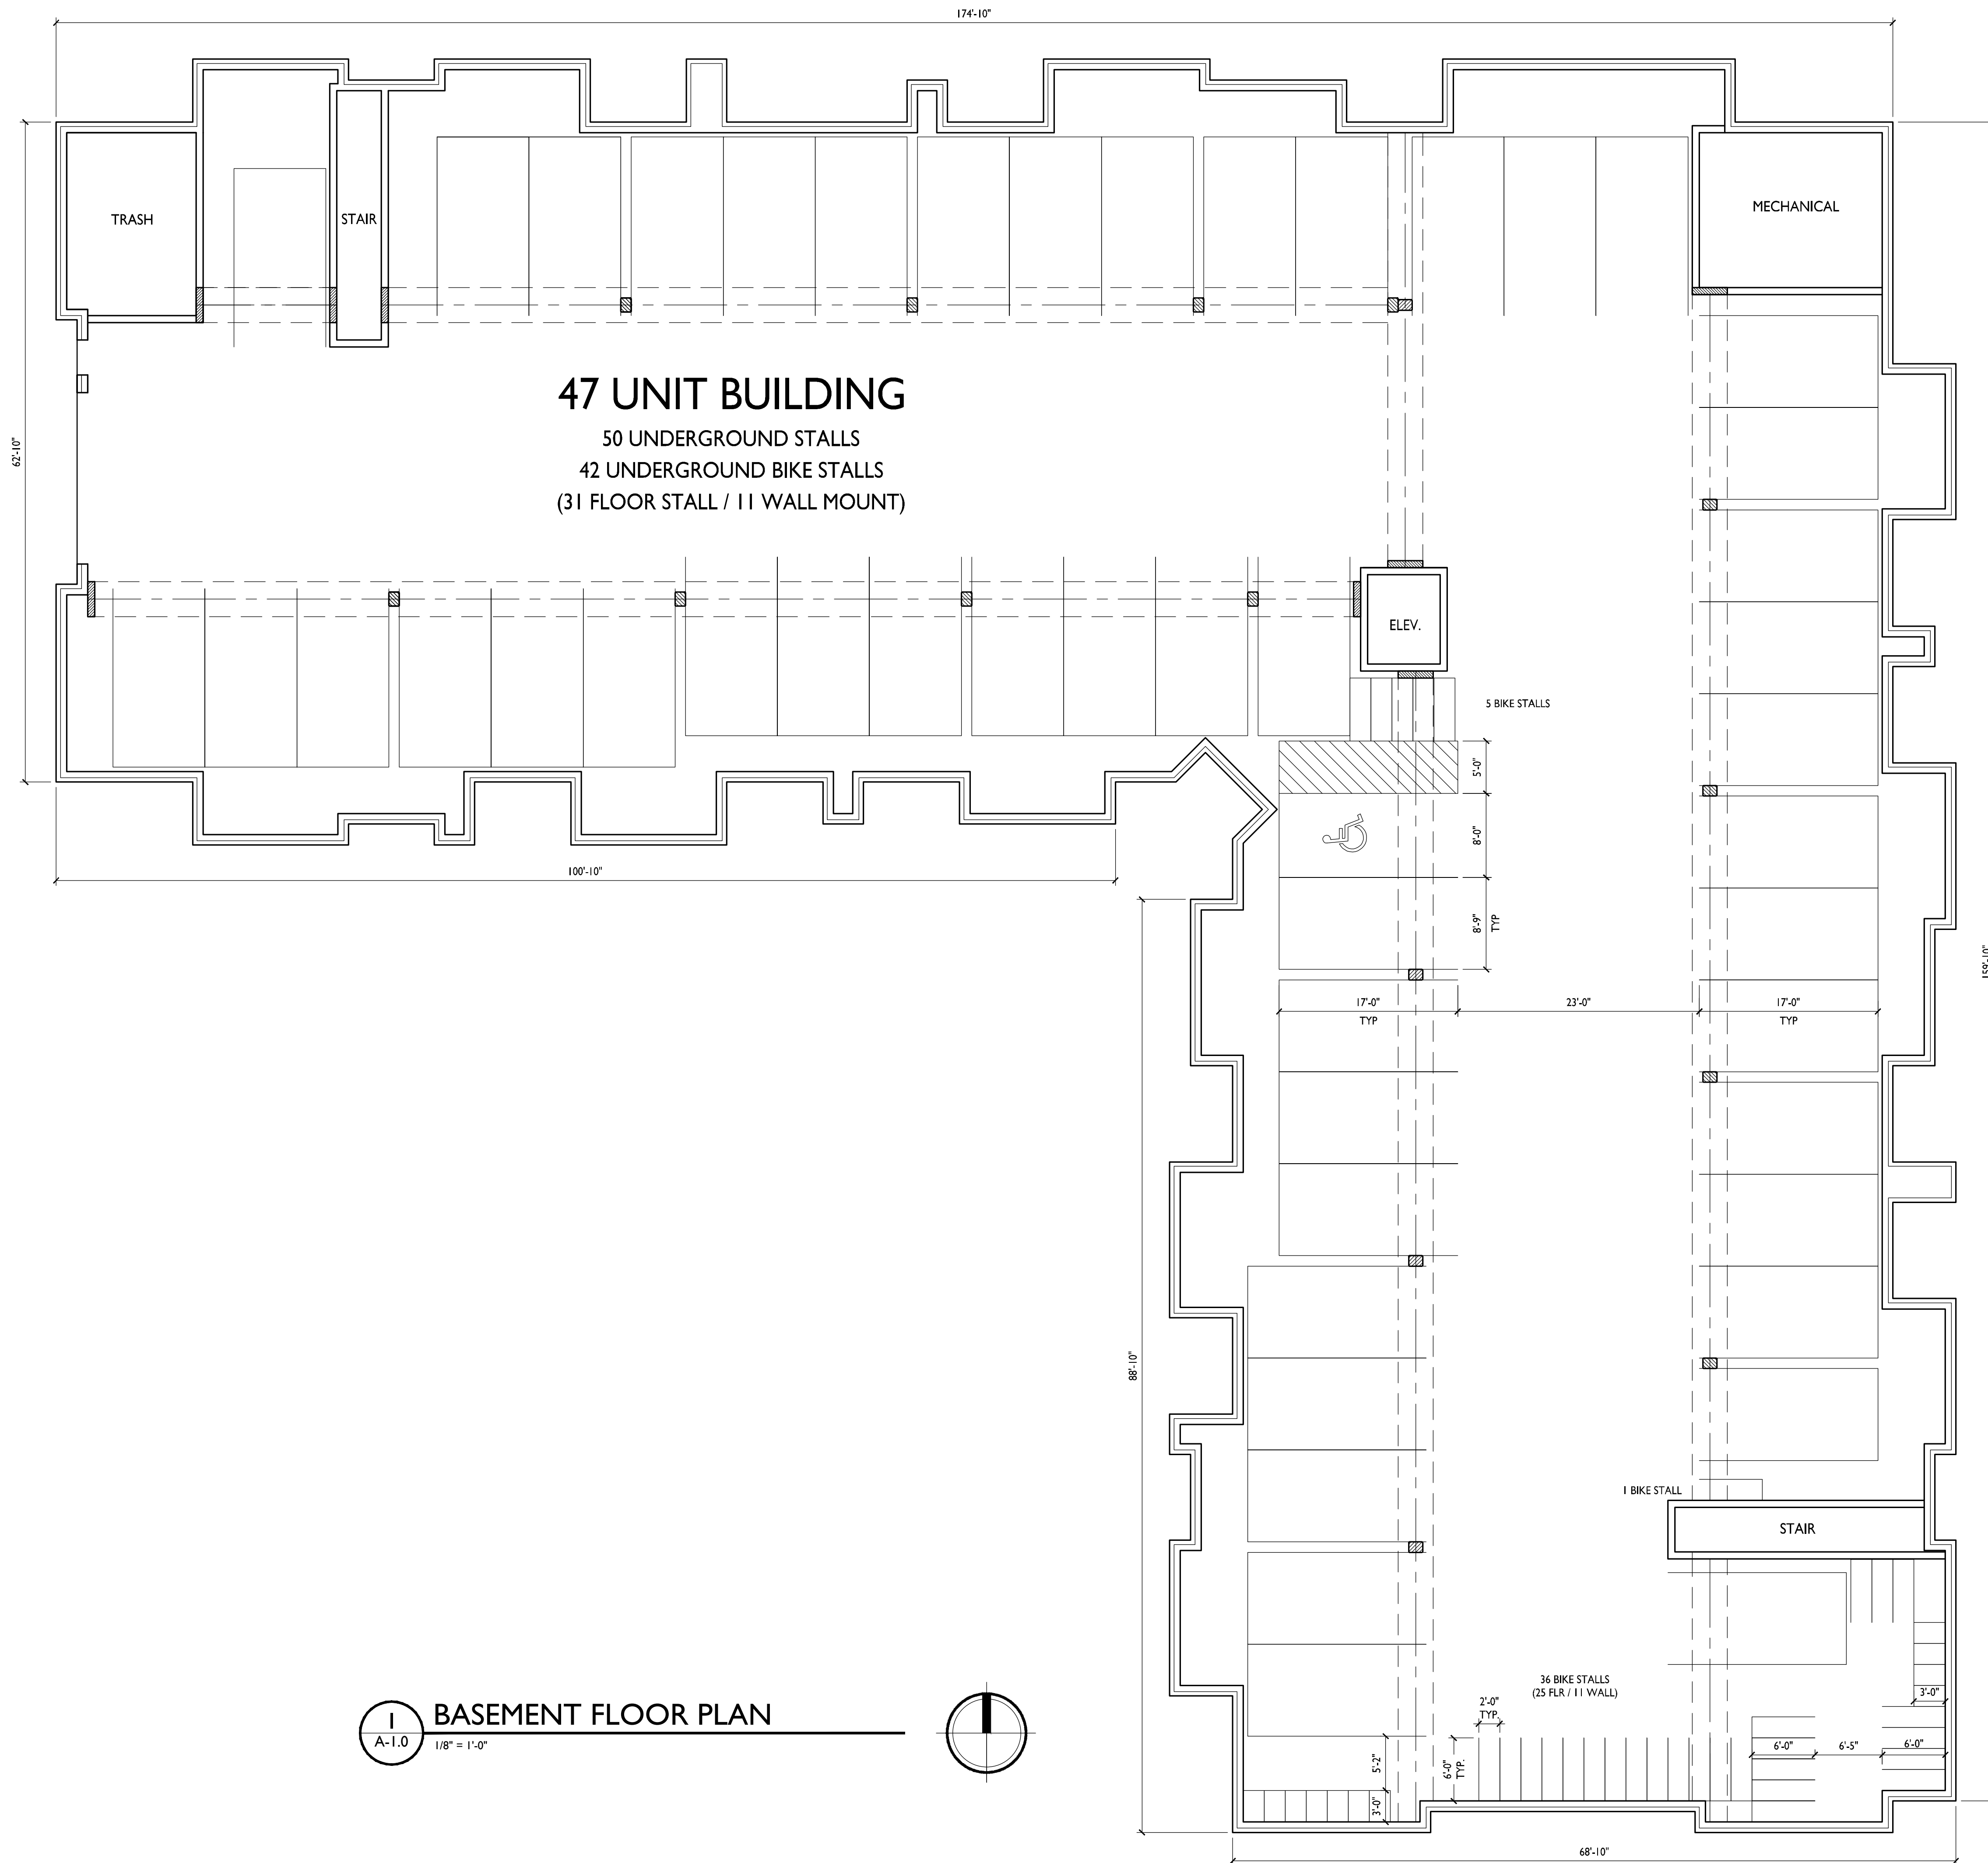 174'-10"
TRASH
STAIR
MECHANICAL
62'-10"
47 UNIT BUILDING
50 UNDERGROUND STALLS
42 UNDERGROUND BIKE STALLS
(31 FLOOR STALL / 11 WALL MOUNT)
ELEV.
5 BIKE STALLS
5'-0"
8'-0"
100'-10"
8'-9"
TYP
159'-10"
17'-0"
TYP
23'-0"
17'-0"
TYP
88'-10"
1 BIKE STALL
STAIR
36 BIKE STALLS
(25 FLR / 11 WALL)
2'-0"
TYP.
3'-0"
1
A-1.0
BASEMENT FLOOR PLAN
1/8" = 1'-0"
5'-2"
6'-0"
TYP.
6'-0"
6'-5"
6'-0"
3'-0"
68'-10"